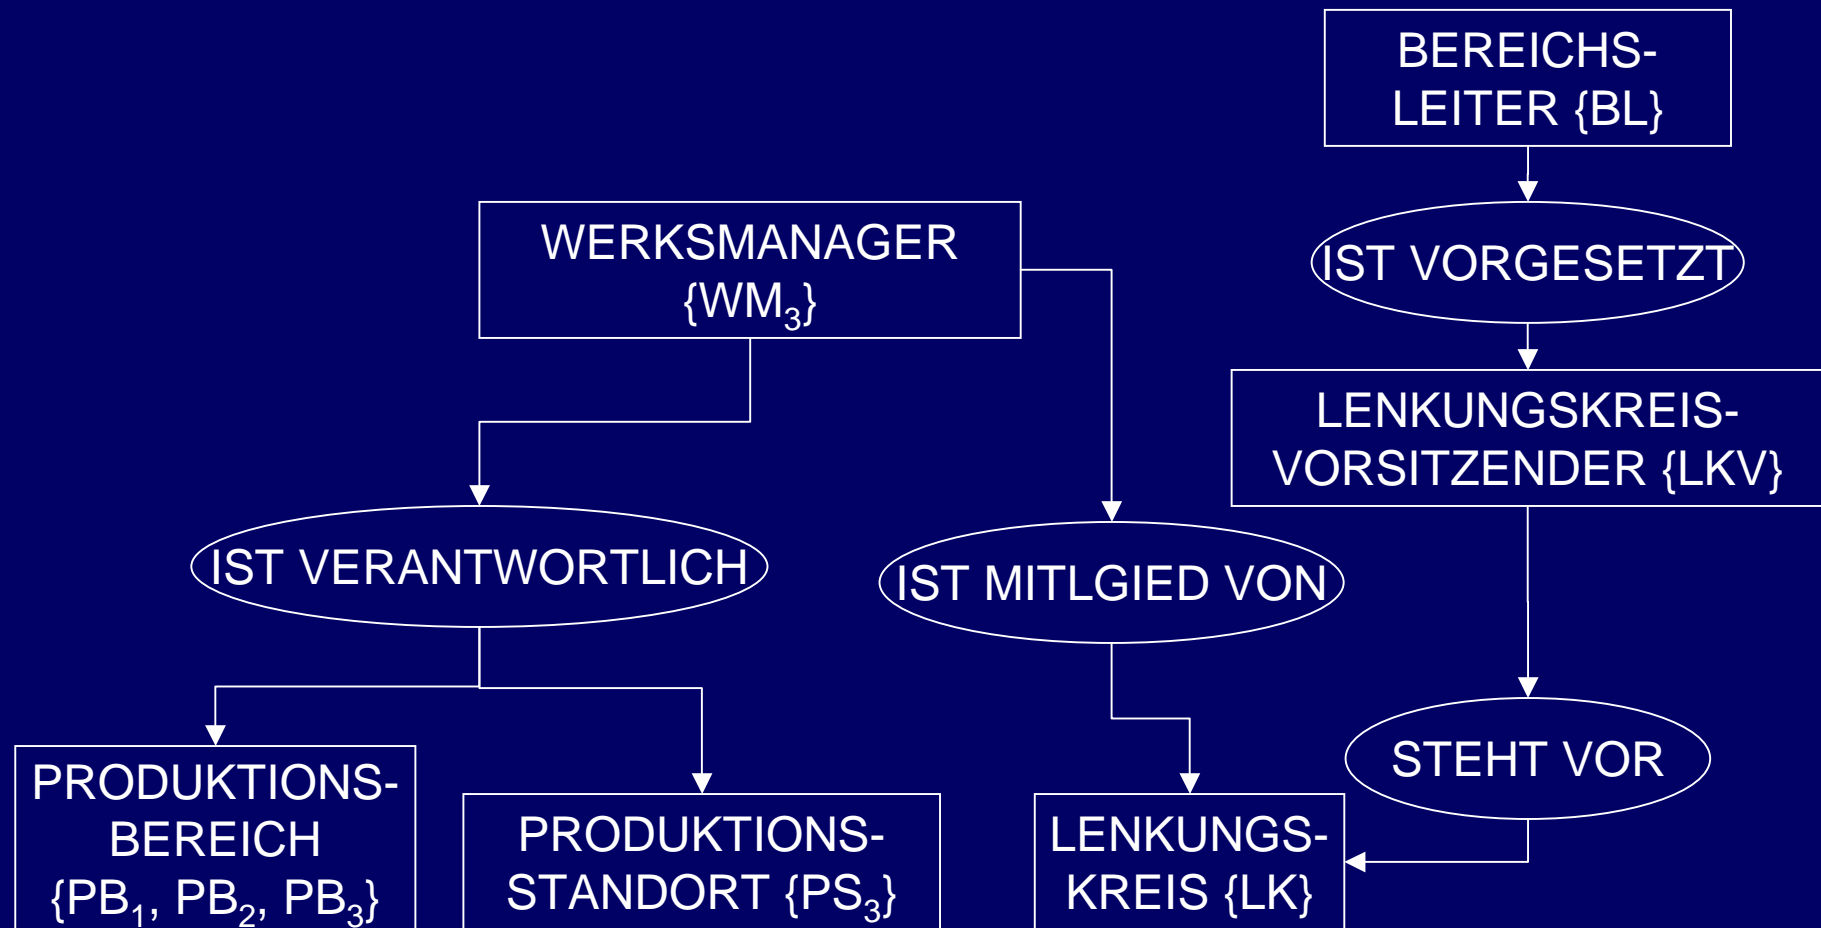 BEREICHS-
LEITER {BL}
WERKSMANAGER
{WM₃}
IST VORGESETZT
LENKUNGSKREIS-
VORSITZENDER {LKV}
IST VERANTWORTLICH
IST MITLGIED VON
STEHT VOR
PRODUKTIONS-
BEREICH
{PB₁, PB₂, PB₃}
PRODUKTIONS-
STANDORT {PS₃}
LENKUNGS-
KREIS {LK}